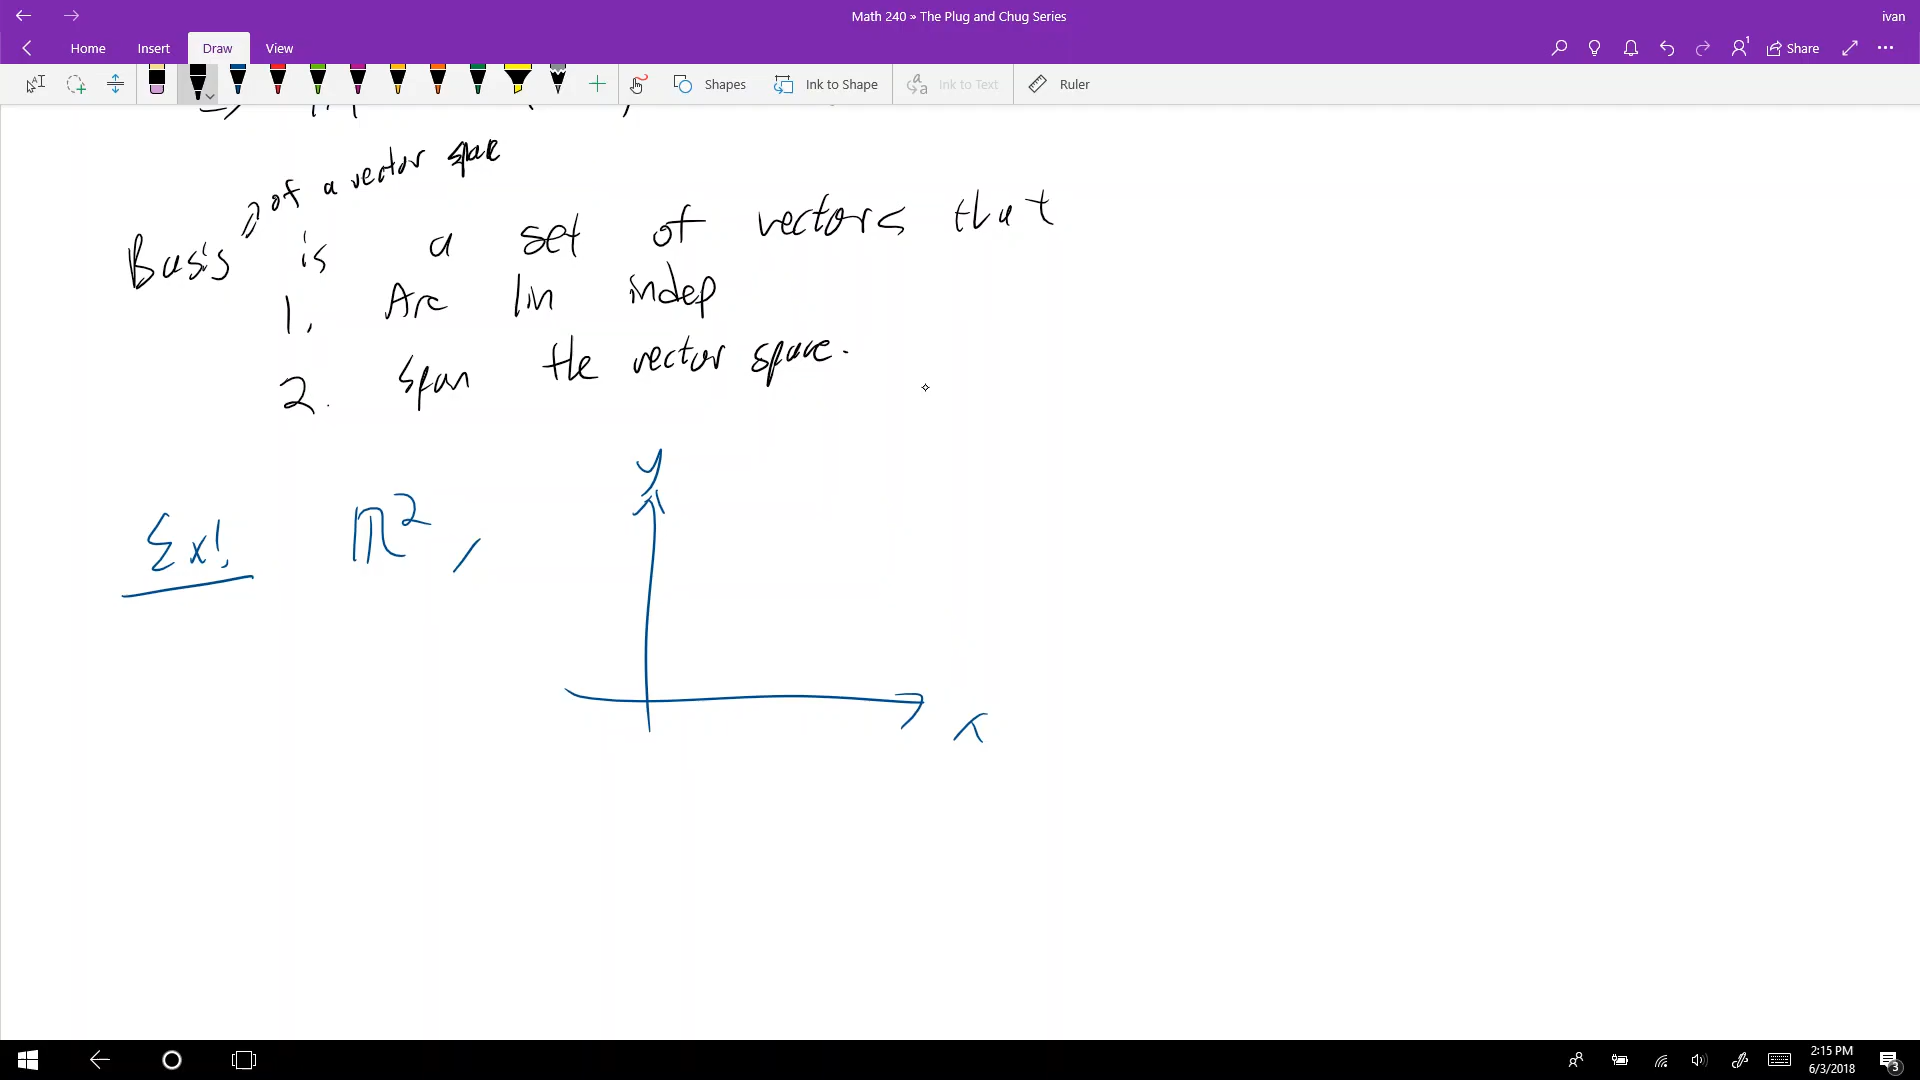 Math 240 » The Plug and Chug Series
ivan
Home Insert Draw View
Share
Shapes Ink to Shape Ink to Text Ruler
of a vector space
Basis is a set of vectors that
1. Are lin indep
2. span the vector space.
y
Ex: ℝ²,
x
2:15 PM
6/3/2018
3